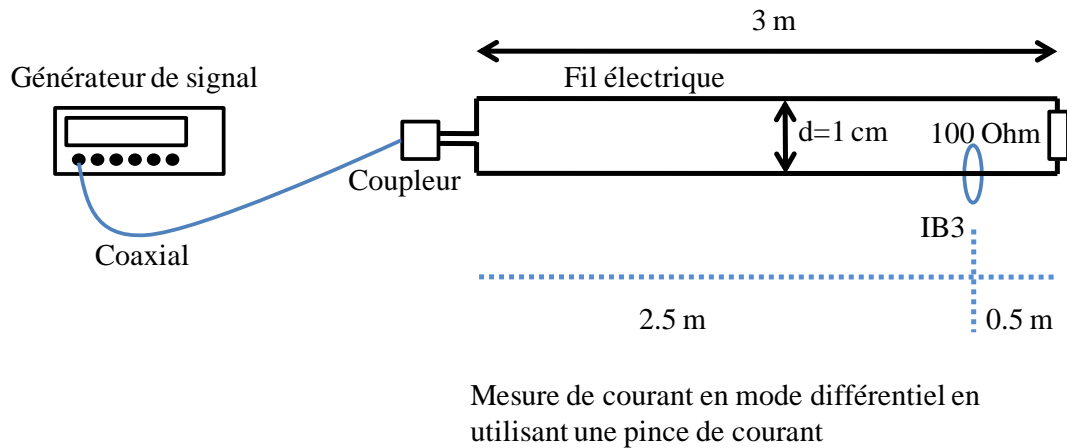 3 m
Générateur de signal
Fil électrique
d=1 cm
100 Ohm
Coupleur
IB3
Coaxial
2.5 m
0.5 m
Mesure de courant en mode différentiel en
utilisant une pince de courant